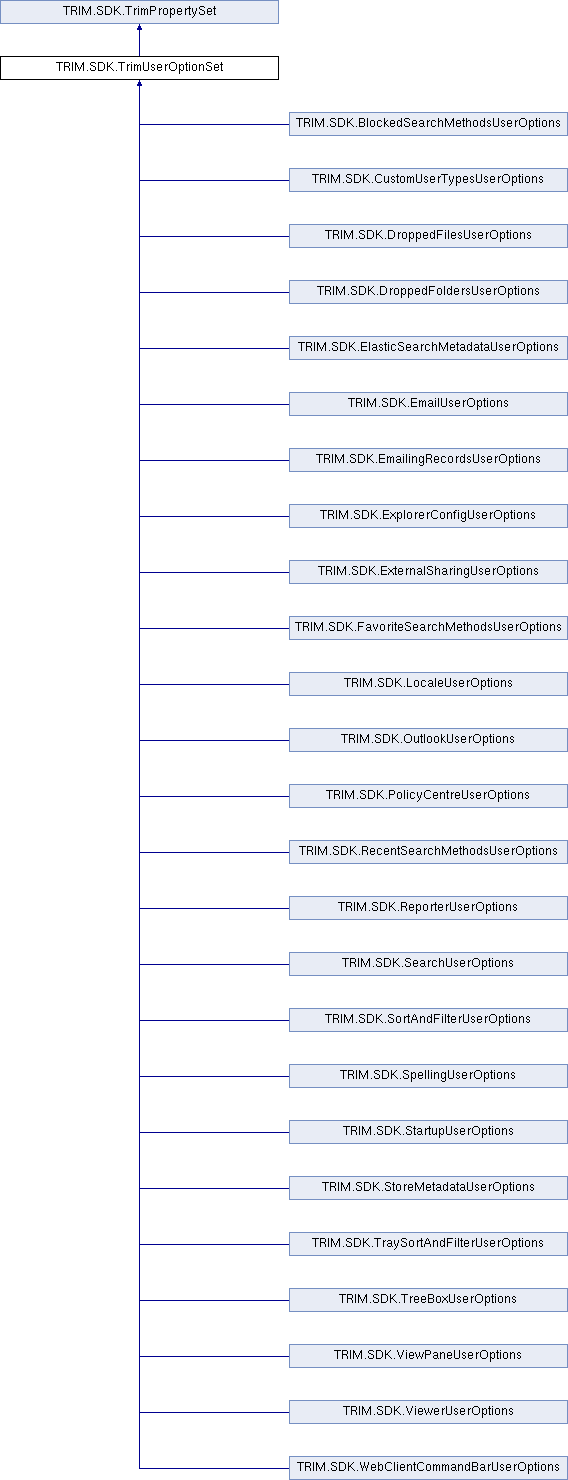 TRIM.SDK.TrimPropertySet
TRIM.SDK.TrimUserOptionSet
TRIM.SDK.BlockedSearchMethodsUserOptions
TRIM.SDK.CustomUserTypesUserOptions
TRIM.SDK.DroppedFilesUserOptions
TRIM.SDK.DroppedFoldersUserOptions
TRIM.SDK.ElasticSearchMetadataUserOptions
TRIM.SDK.EmailUserOptions
TRIM.SDK.EmailingRecordsUserOptions
TRIM.SDK.ExplorerConfigUserOptions
TRIM.SDK.ExternalSharingUserOptions
TRIM.SDK.FavoriteSearchMethodsUserOptions
TRIM.SDK.LocaleUserOptions
TRIM.SDK.OutlookUserOptions
TRIM.SDK.PolicyCentreUserOptions
TRIM.SDK.RecentSearchMethodsUserOptions
TRIM.SDK.ReporterUserOptions
TRIM.SDK.SearchUserOptions
TRIM.SDK.SortAndFilterUserOptions
TRIM.SDK.SpellingUserOptions
TRIM.SDK.StartupUserOptions
TRIM.SDK.StoreMetadataUserOptions
TRIM.SDK.TraySortAndFilterUserOptions
TRIM.SDK.TreeBoxUserOptions
TRIM.SDK.ViewPaneUserOptions
TRIM.SDK.ViewerUserOptions
TRIM.SDK.WebClientCommandBarUserOptions